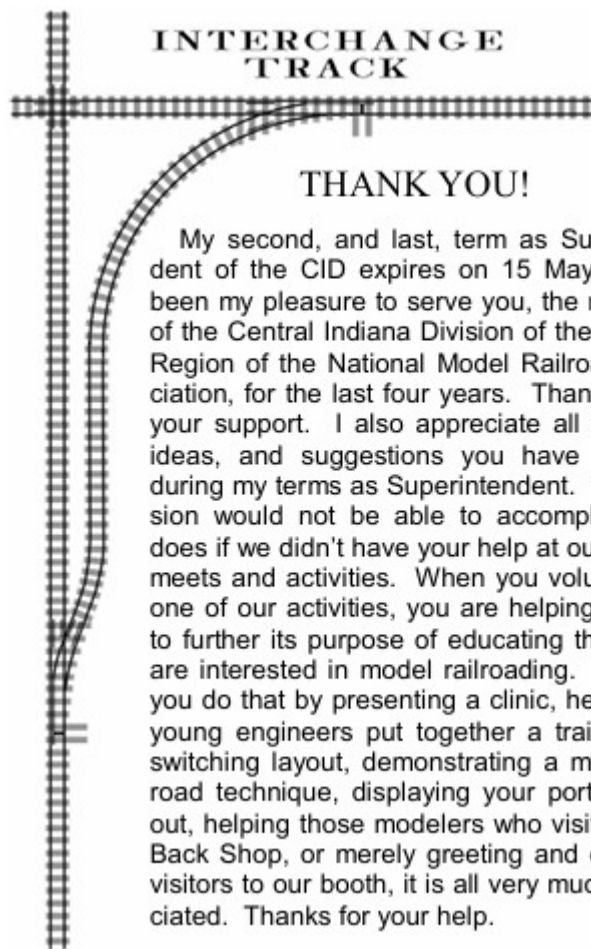 INTERCHANGE
TRACK
THANK YOU!
My second, and last, term as Su
dent of the CID expires on 15 May
been my pleasure to serve you, the
of the Central Indiana Division of the
Region of the National Model Railroa
ciation, for the last four years. Than
your support. I also appreciate all
ideas, and suggestions you have
during my terms as Superintendent.
sion would not be able to accompl
does if we didn't have your help at ou
meets and activities. When you volu
one of our activities, you are helping
to further its purpose of educating th
are interested in model railroading.
you do that by presenting a clinic, he
young engineers put together a trai
switching layout, demonstrating a m
road technique, displaying your port
out, helping those modelers who visi
Back Shop, or merely greeting and
visitors to our booth, it is all very muc
ciated. Thanks for your help.